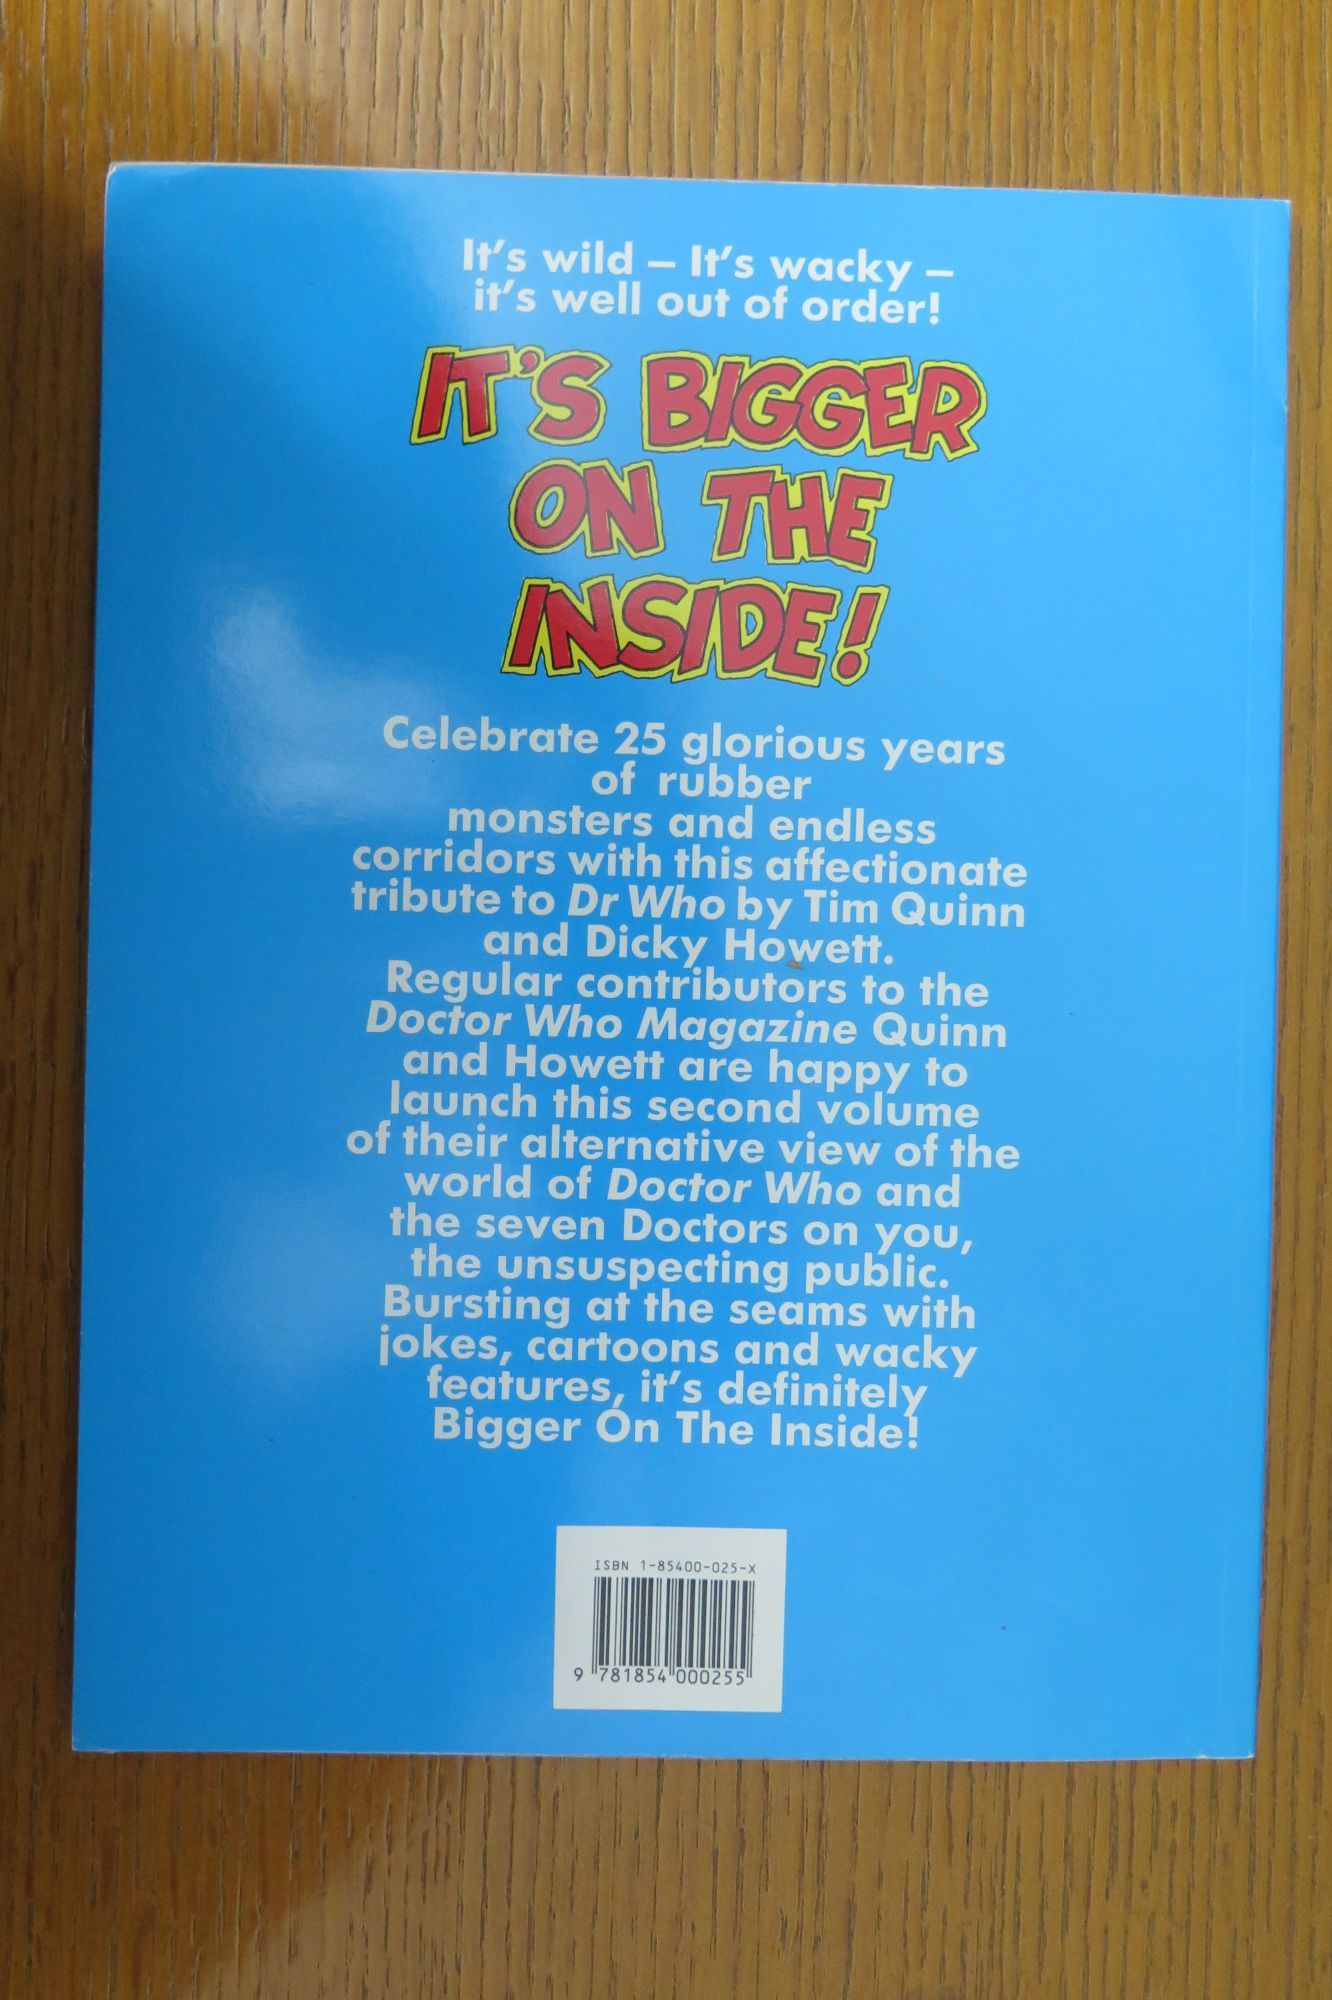 It's wild – It's wacky –
it's well out of order!
IT'S BIGGER
ON THE
INSIDE!
Celebrate 25 glorious years
of rubber
monsters and endless
corridors with this affectionate
tribute to Dr Who by Tim Quinn
and Dicky Howett.
Regular contributors to the
Doctor Who Magazine Quinn
and Howett are happy to
launch this second volume
of their alternative view of the
world of Doctor Who and
the seven Doctors on you,
the unsuspecting public.
Bursting at the seams with
jokes, cartoons and wacky
features, it's definitely
Bigger On The Inside!
ISBN 1-85400-025-X
9 781854 000255